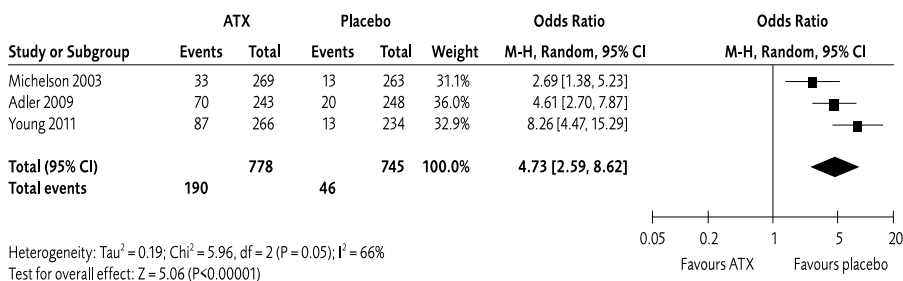 ATX Placebo Odds Ratio Odds Ratio
Study or Subgroup Events Total Events Total Weight M-H, Random, 95% CI M-H, Random, 95% CI
Michelson 2003 33 269 13 263 31.1% 2.69 [1.38, 5.23]
Adler 2009 70 243 20 248 36.0% 4.61 [2.70, 7.87]
Young 2011 87 266 13 234 32.9% 8.26 [4.47, 15.29]
Total (95% CI) 778 745 100.0% 4.73 [2.59, 8.62]
Total events 190 46
0.05 0.2 1 5 20
Favours ATX Favours placebo
Heterogeneity: Tau² = 0.19; Chi² = 5.96, df = 2 (P = 0.05); I² = 66%
Test for overall effect: Z = 5.06 (P<0.00001)